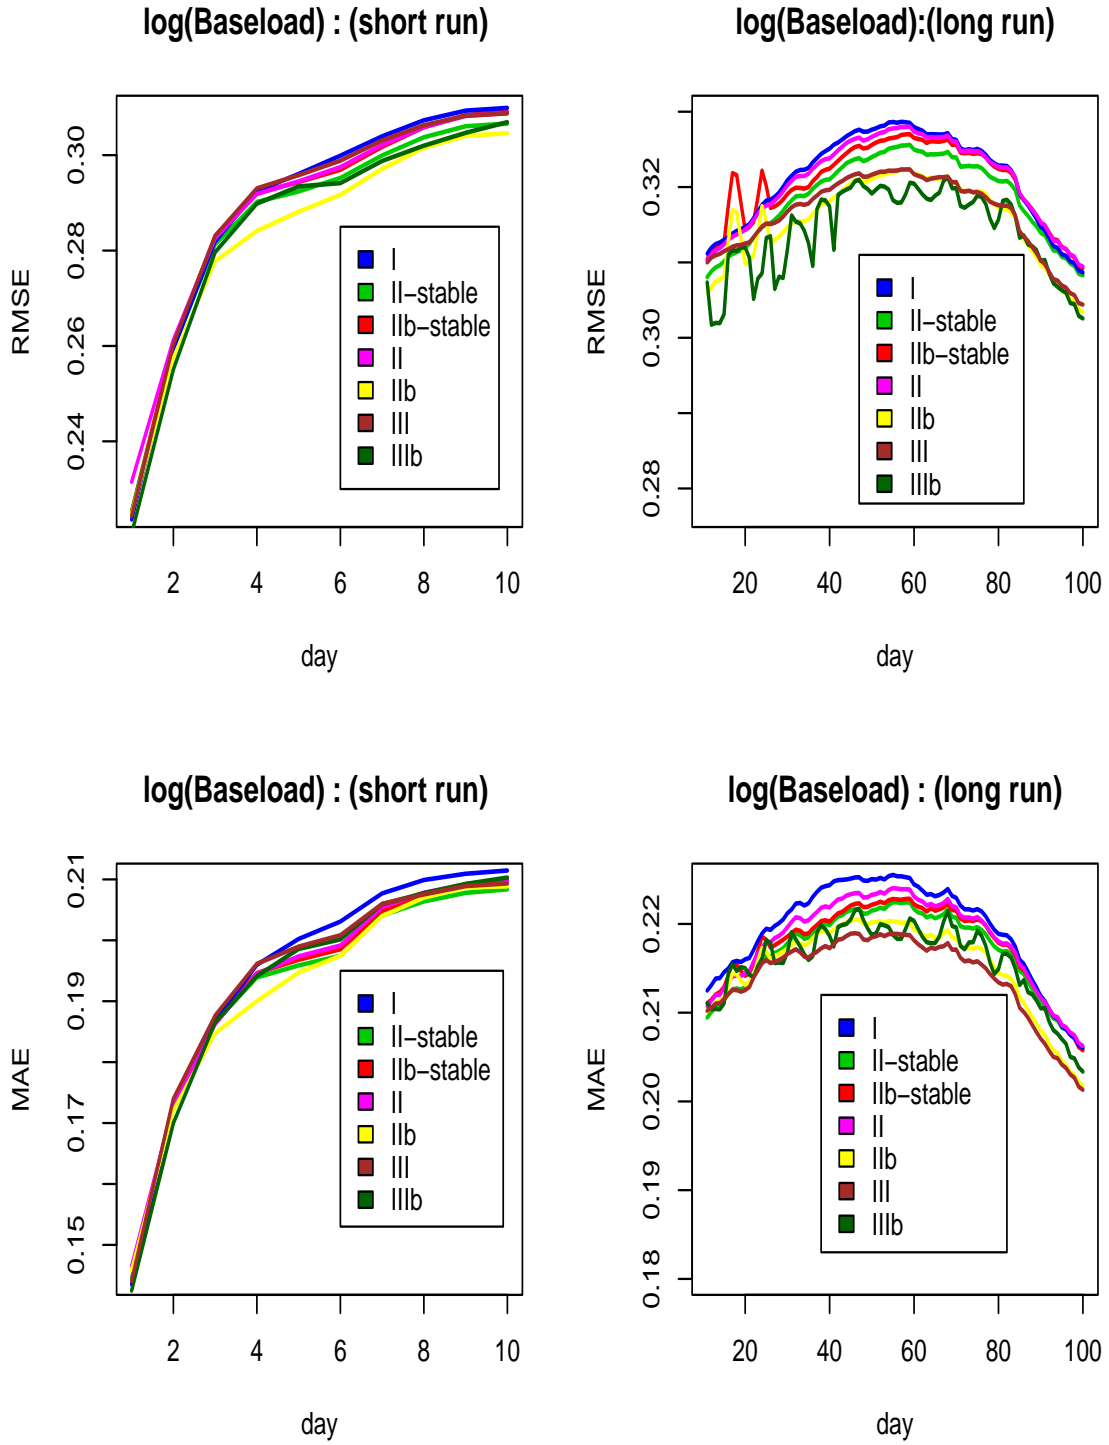 log(Baseload) : (short run)
RMSE
0.30
0.28
0.26
0.24
I
II−stable
IIb−stable
II
IIb
III
IIIb
2 4 6 8 10
day
log(Baseload):(long run)
RMSE
0.32
0.30
0.28
I
II−stable
IIb−stable
II
IIb
III
IIIb
20 40 60 80 100
day
log(Baseload) : (short run)
MAE
0.21
0.19
0.17
0.15
I
II−stable
IIb−stable
II
IIb
III
IIIb
2 4 6 8 10
day
log(Baseload) : (long run)
MAE
0.22
0.21
0.20
0.19
0.18
I
II−stable
IIb−stable
II
IIb
III
IIIb
20 40 60 80 100
day